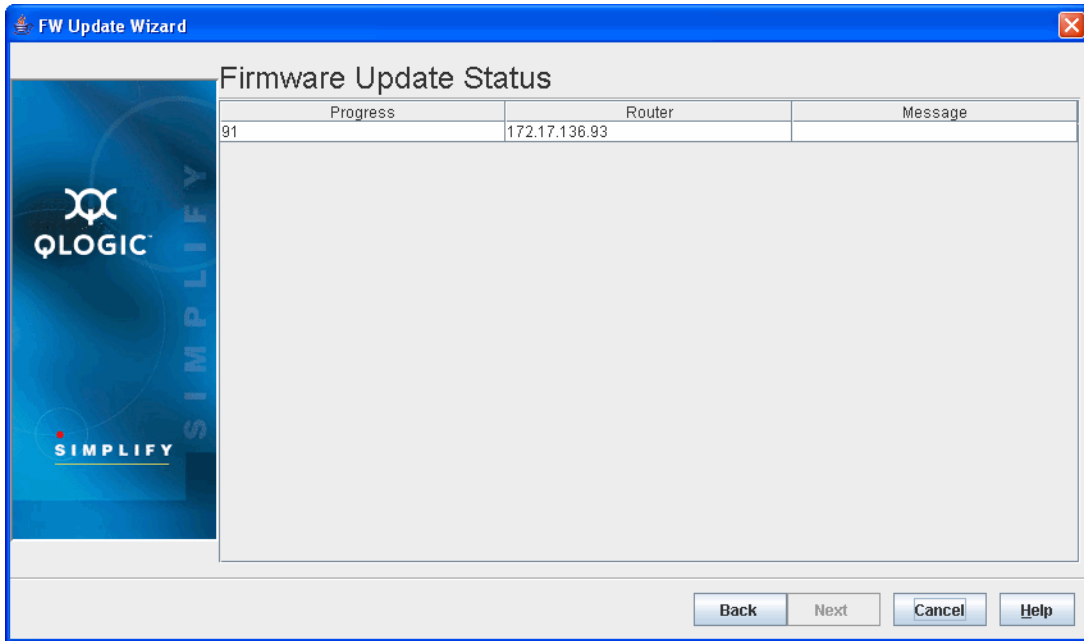 FW Update Wizard
Firmware Update Status
Progress Router Message
91 172.17.136.93
QLOGIC
SIMPLIFY
SIMPLIFY
Back Next Cancel Help